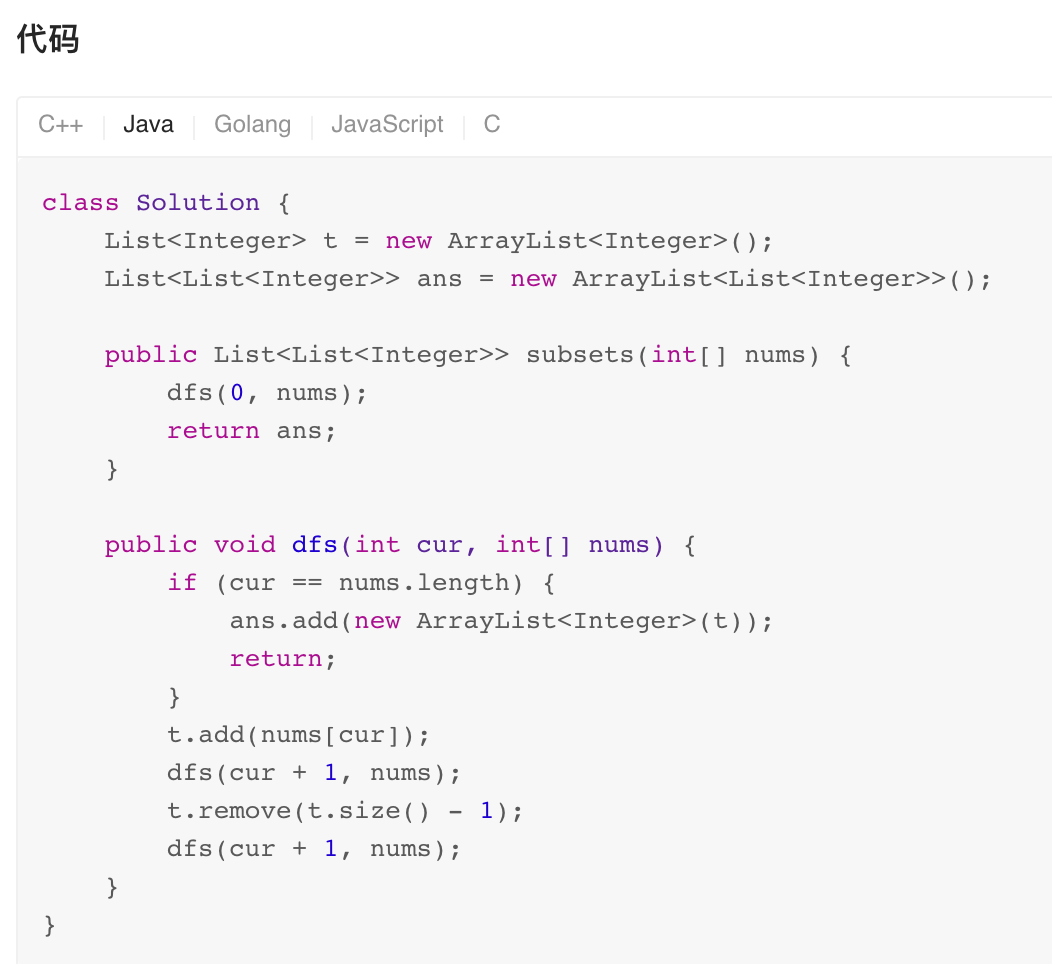 代码
C++ Java Golang JavaScript C
class Solution {
    List<Integer> t = new ArrayList<Integer>();
    List<List<Integer>> ans = new ArrayList<List<Integer>>();

    public List<List<Integer>> subsets(int[] nums) {
        dfs(0, nums);
        return ans;
    }

    public void dfs(int cur, int[] nums) {
        if (cur == nums.length) {
            ans.add(new ArrayList<Integer>(t));
            return;
        }
        t.add(nums[cur]);
        dfs(cur + 1, nums);
        t.remove(t.size() - 1);
        dfs(cur + 1, nums);
    }
}